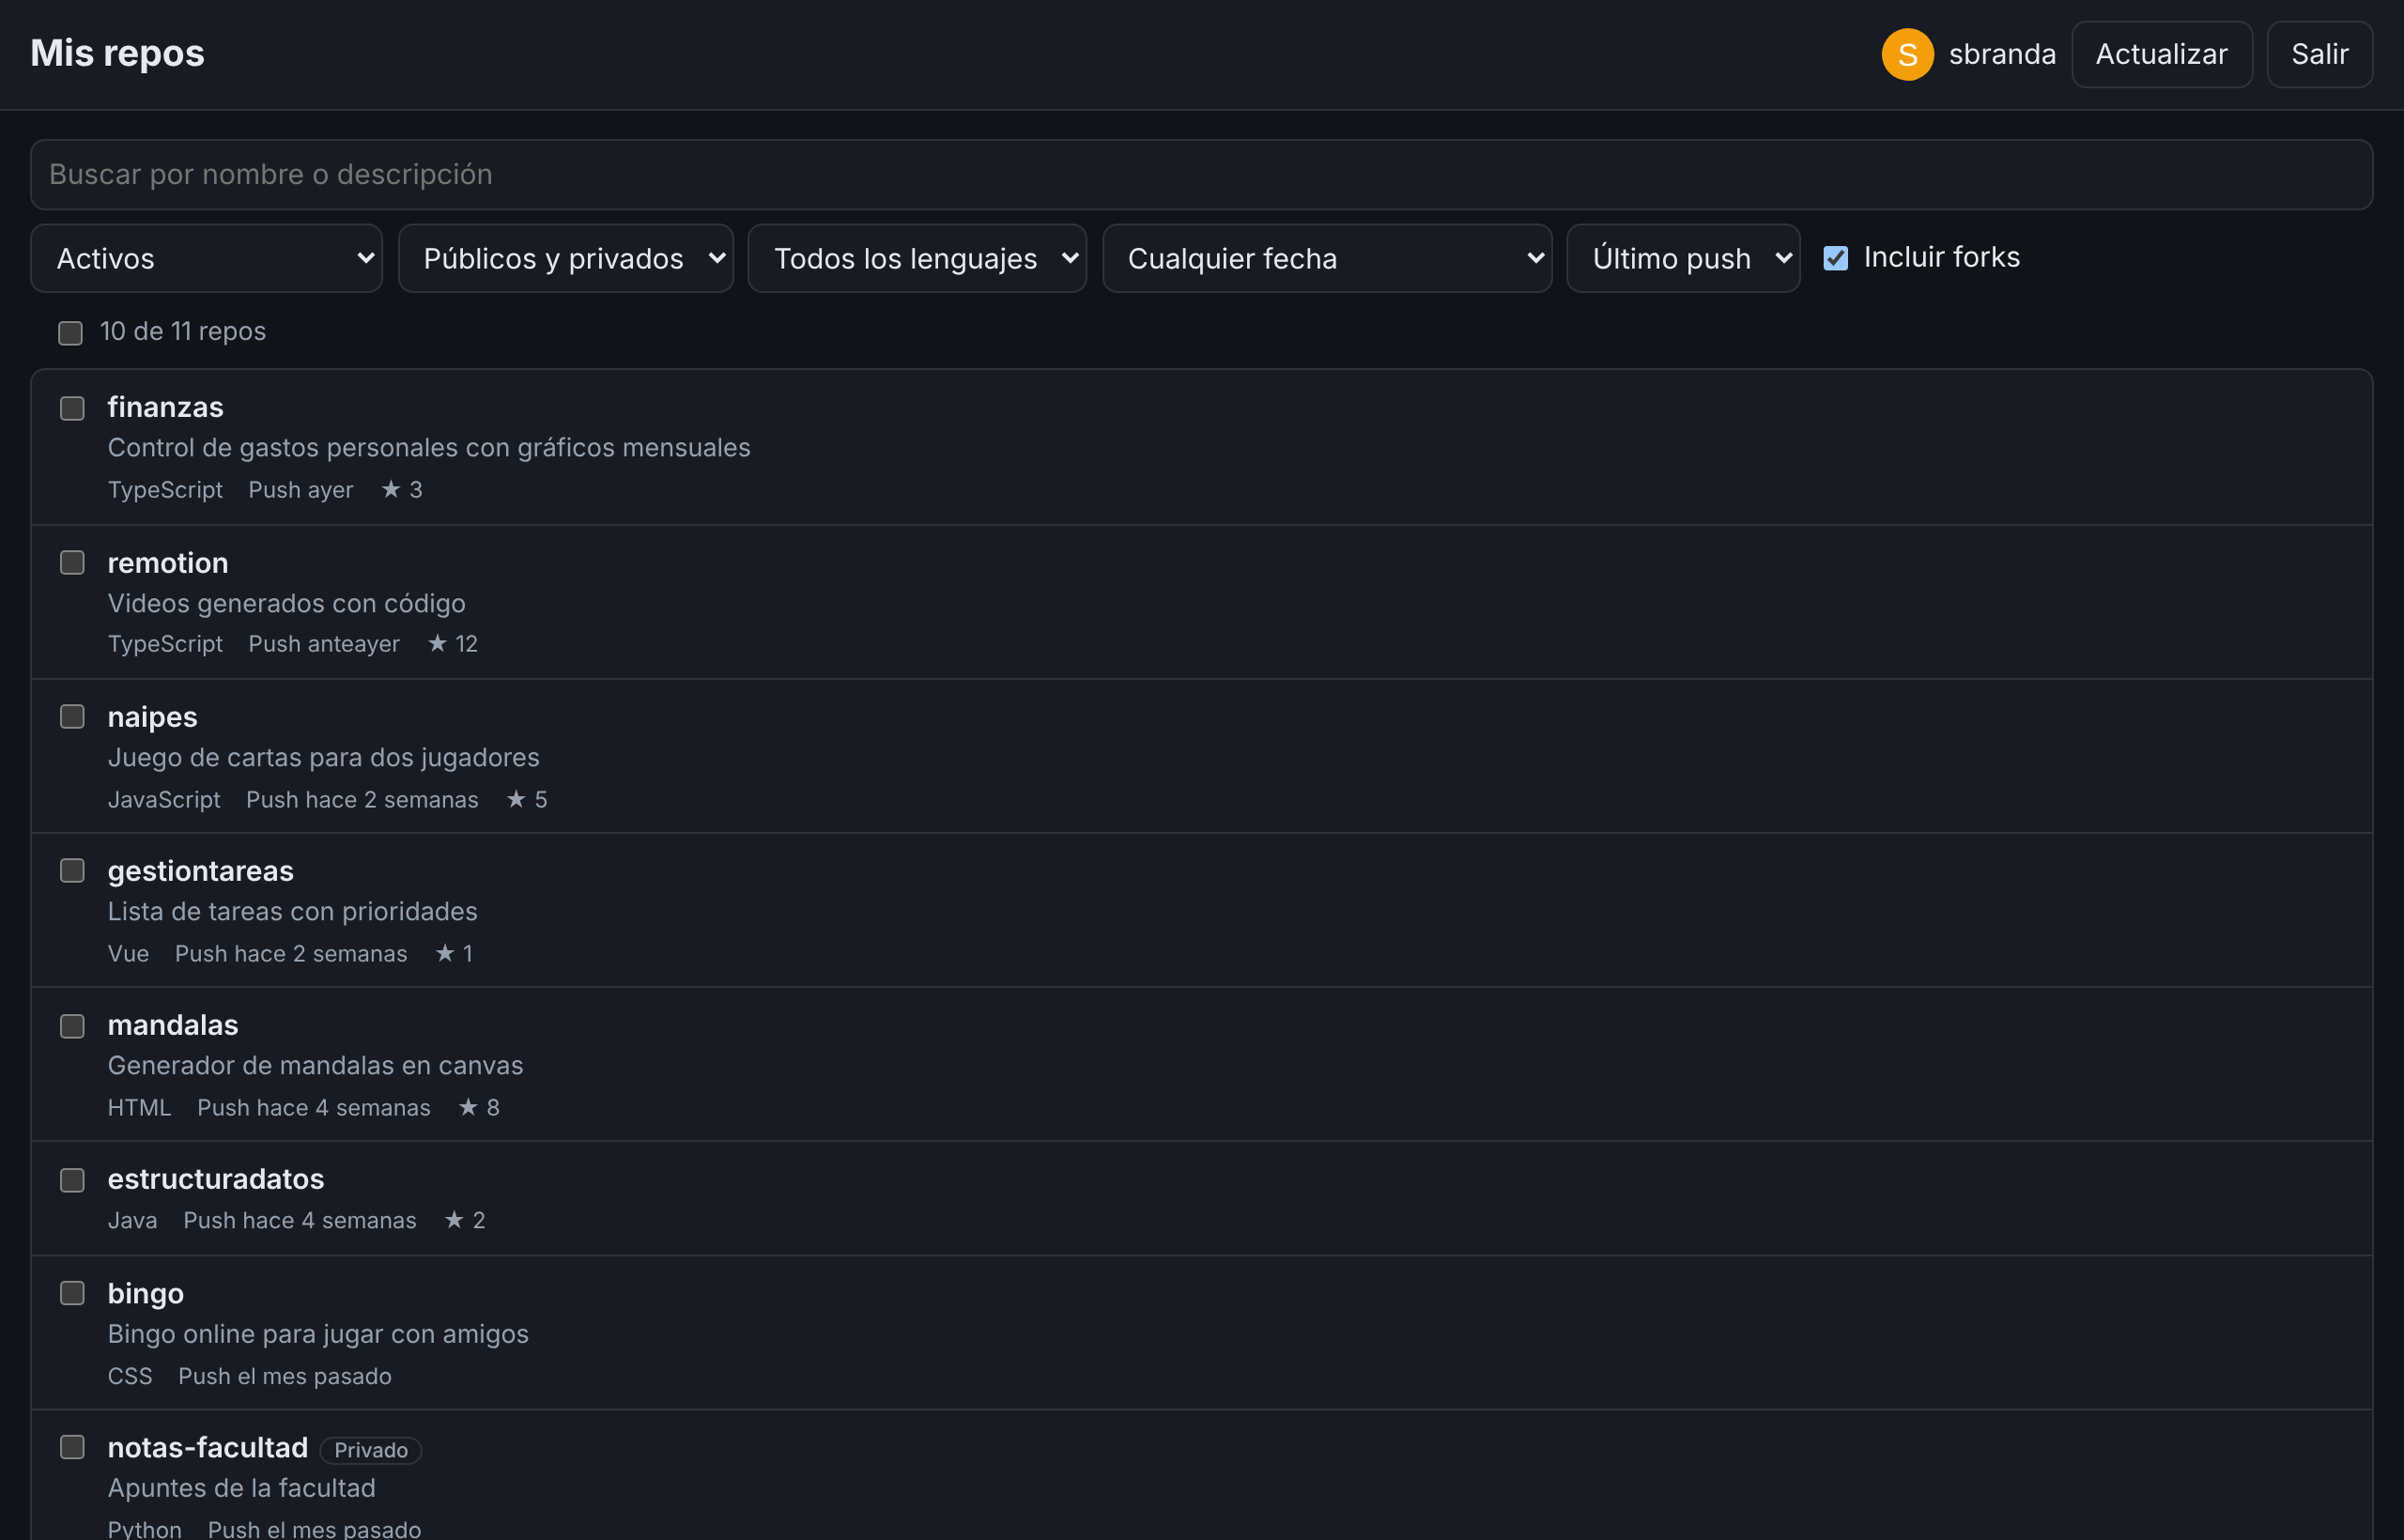 Mis repos
S sbranda Actualizar Salir
Buscar por nombre o descripción
Activos Públicos y privados Todos los lenguajes Cualquier fecha Último push Incluir forks
10 de 11 repos
finanzas
Control de gastos personales con gráficos mensuales
TypeScript Push ayer ★ 3
remotion
Videos generados con código
TypeScript Push anteayer ★ 12
naipes
Juego de cartas para dos jugadores
JavaScript Push hace 2 semanas ★ 5
gestiontareas
Lista de tareas con prioridades
Vue Push hace 2 semanas ★ 1
mandalas
Generador de mandalas en canvas
HTML Push hace 4 semanas ★ 8
estructuradatos
Java Push hace 4 semanas ★ 2
bingo
Bingo online para jugar con amigos
CSS Push el mes pasado
notas-facultad Privado
Apuntes de la facultad
Python Push el mes pasado